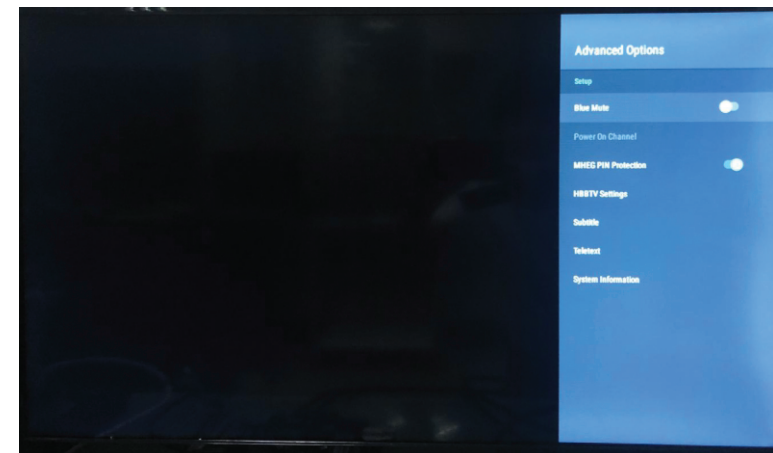 Advanced Options
Setup
Blue Mute
Power On Channel
MHEG PIN Protection
HBBTV Settings
Subtitle
Teletext
System Information